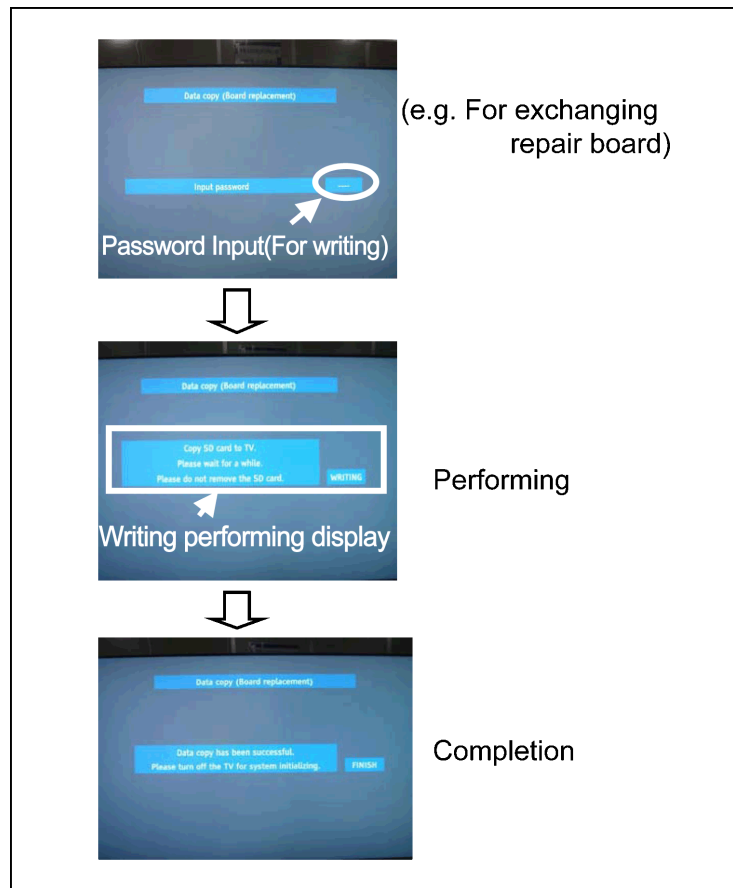 Data copy (Board replacement)
(e.g. For exchanging
repair board)
Input password
Password Input(For writing)
Data copy (Board replacement)
Copy SD card to TV.
Please wait for a while.
Please do not remove the SD card.
WRITING
Performing
Writing performing display
Data copy (Board replacement)
Data copy has been successful.
Please turn off the TV for system initializing.
FINISH
Completion